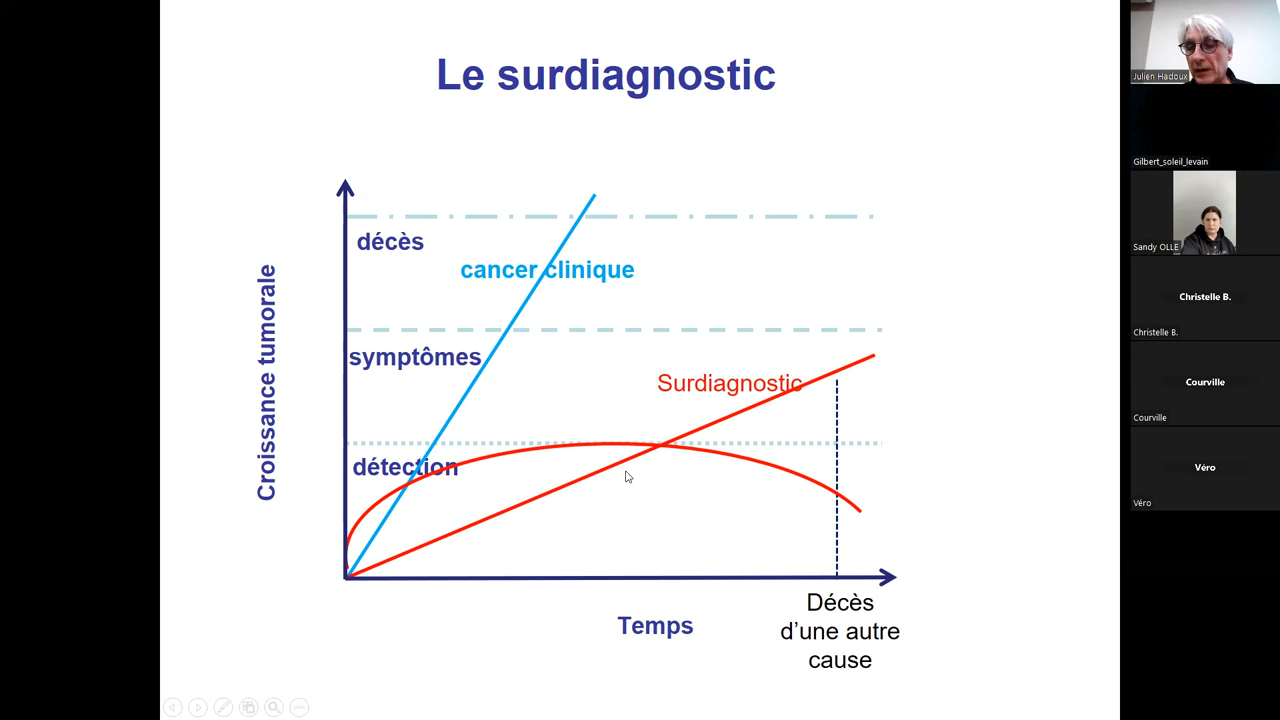 Le surdiagnostic
décès
cancer clinique
symptômes
Surdiagnostic
détection
Croissance tumorale
Temps
Décès
d’une autre
cause
Julien Hadoux
Gilbert_soleil_levain
Sandy OLLE
Christelle B.
Christelle B.
Courville
Courville
Véro
Véro